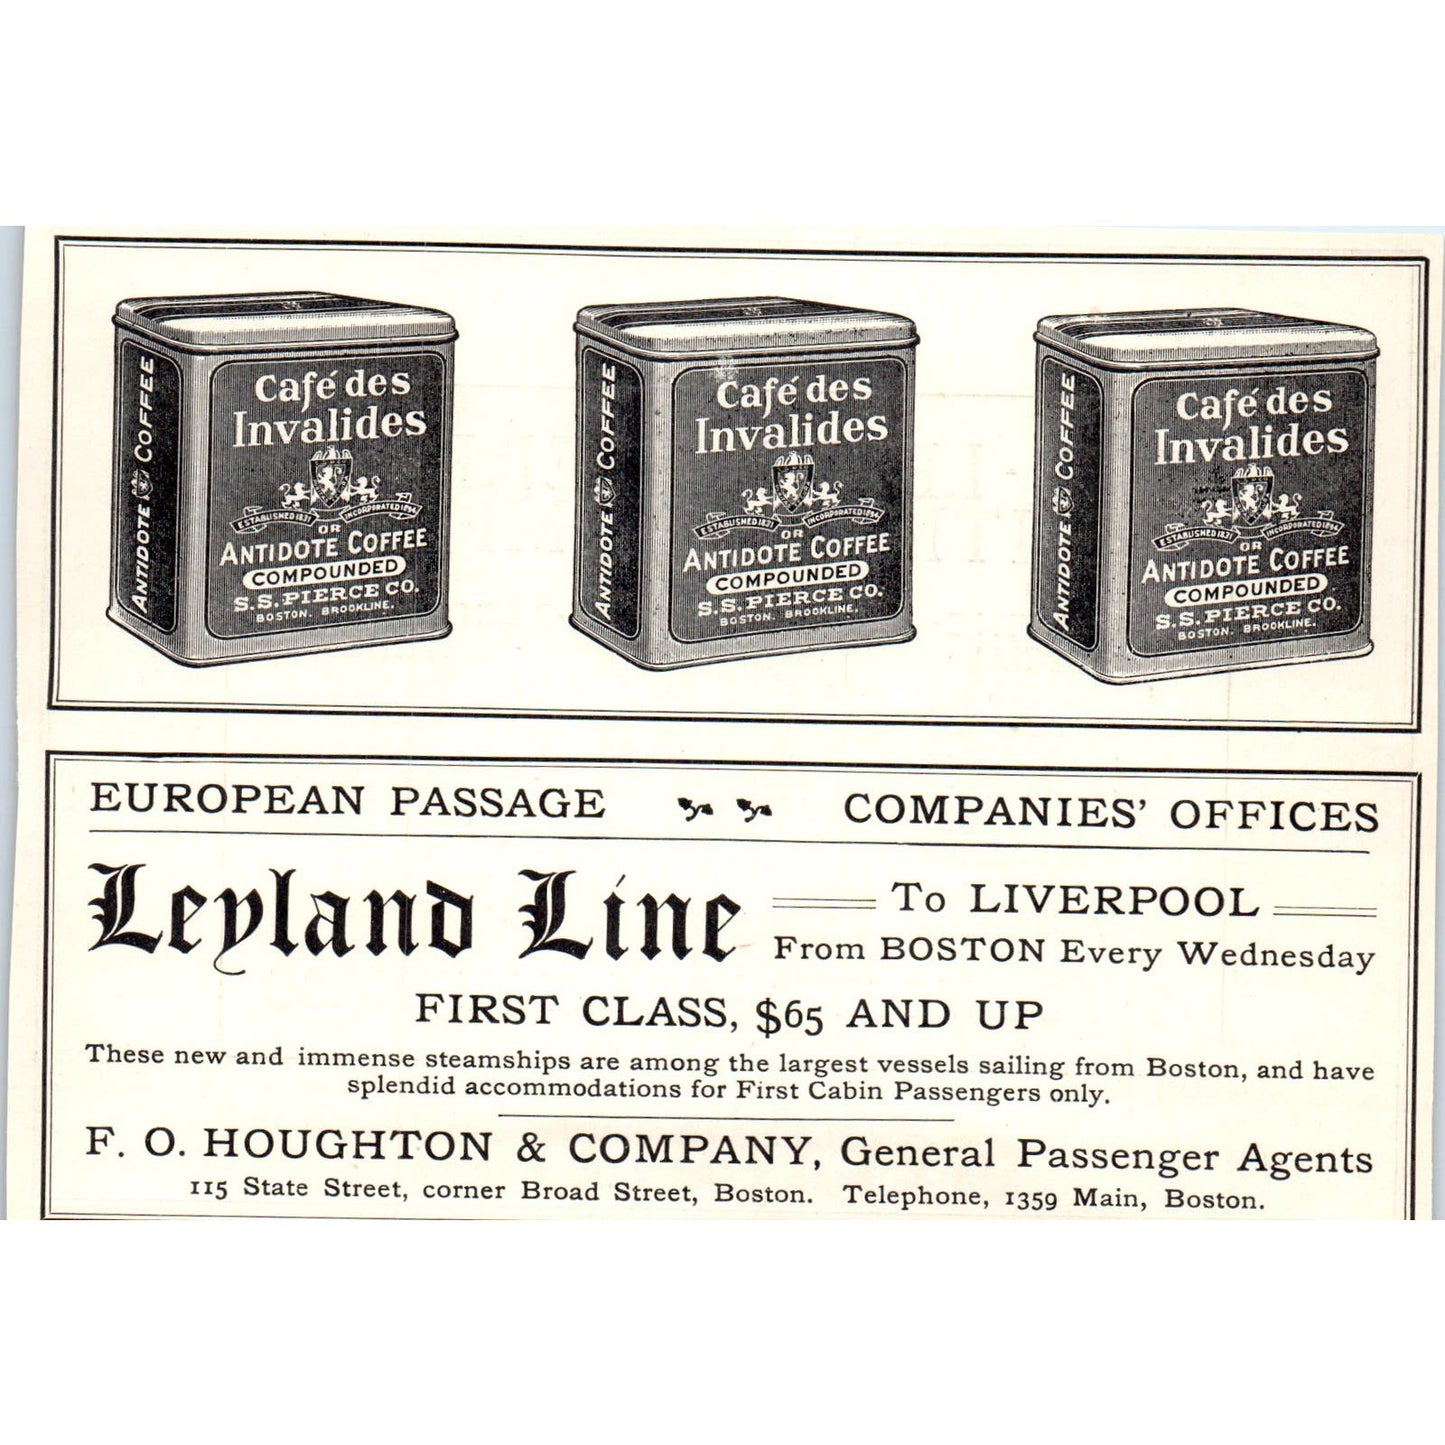 ANTIDOTE COFFEE
Café des
Invalides
ESTABLISHED 1831 INCORPORATED 1894
OR
ANTIDOTE COFFEE
COMPOUNDED
S.S. PIERCE CO.
BOSTON. BROOKLINE.
ANTIDOTE COFFEE
Café des
Invalides
ESTABLISHED 1831 INCORPORATED 1894
OR
ANTIDOTE COFFEE
COMPOUNDED
S.S. PIERCE CO.
BOSTON. BROOKLINE.
ANTIDOTE COFFEE
Café des
Invalides
ESTABLISHED 1831 INCORPORATED 1894
OR
ANTIDOTE COFFEE
COMPOUNDED
S.S. PIERCE CO.
BOSTON. BROOKLINE.
EUROPEAN PASSAGE COMPANIES' OFFICES
Leyland Line
To LIVERPOOL
From BOSTON Every Wednesday
FIRST CLASS, $65 AND UP
These new and immense steamships are among the largest vessels sailing from Boston, and have
splendid accommodations for First Cabin Passengers only.
F. O. HOUGHTON & COMPANY, General Passenger Agents
115 State Street, corner Broad Street, Boston. Telephone, 1359 Main, Boston.